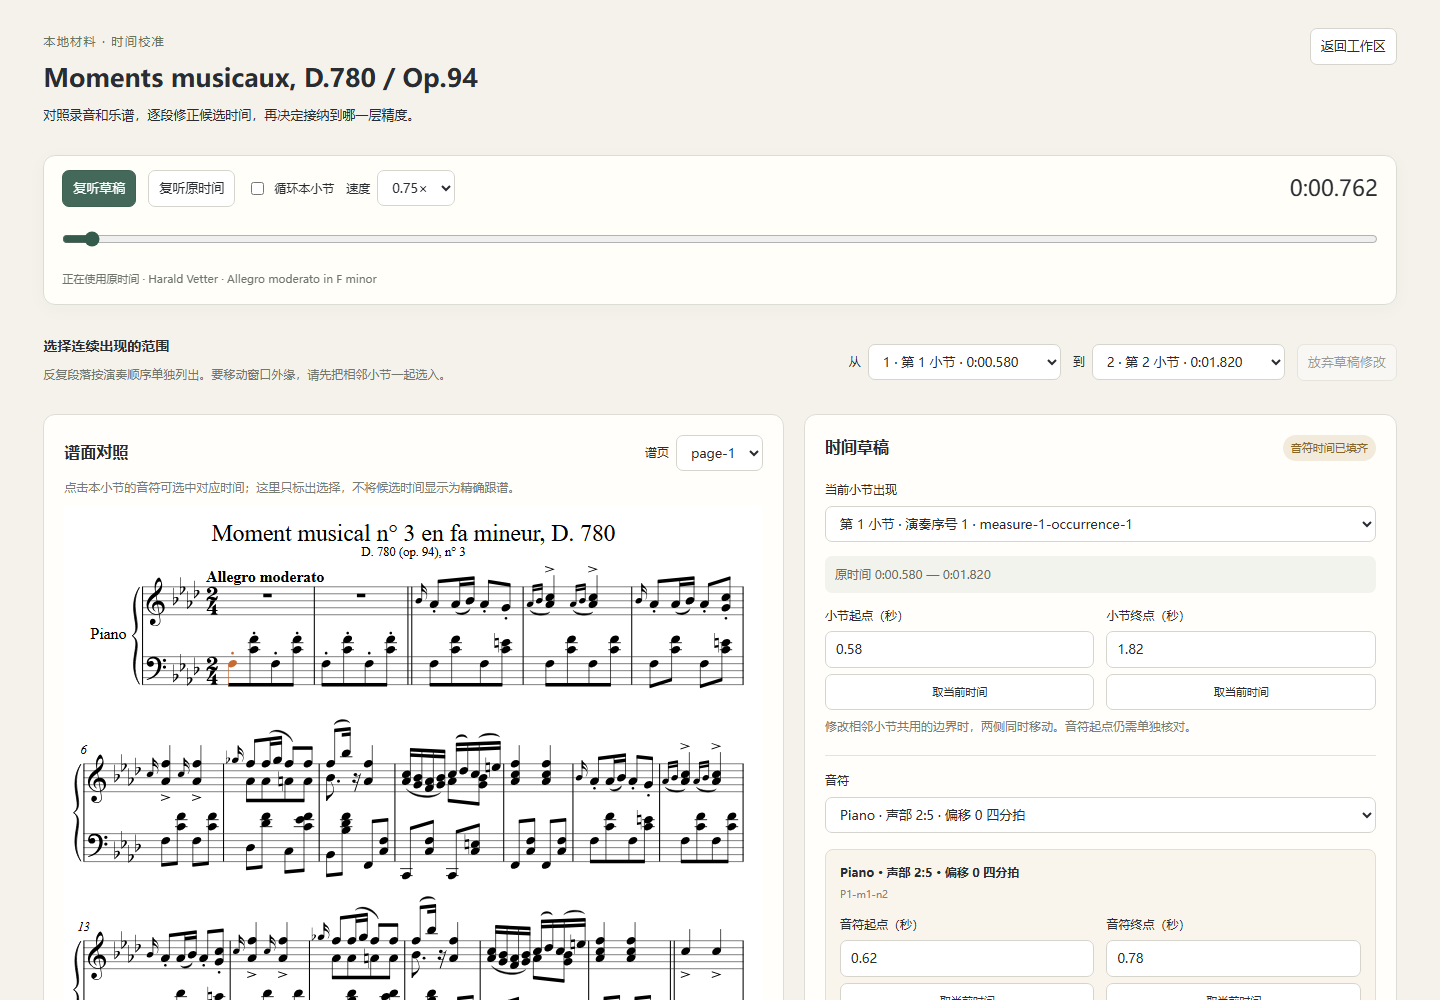 本地材料 · 时间校准
返回工作区
Moments musicaux, D.780 / Op.94
对照录音和乐谱，逐段修正候选时间，再决定接纳到哪一层精度。
复听草稿
复听原时间
循环本小节
速度
0.75×
0:00.762
正在使用原时间 · Harald Vetter · Allegro moderato in F minor
选择连续出现的范围
反复段落按演奏顺序单独列出。要移动窗口外缘，请先把相邻小节一起选入。
从
1 · 第 1 小节 · 0:00.580
到
2 · 第 2 小节 · 0:01.820
放弃草稿修改
谱面对照
谱页
page-1
点击本小节的音符可选中对应时间；这里只标出选择，不将候选时间显示为精确跟谱。
Moment musical n° 3 en fa mineur, D. 780
D. 780 (op. 94), n° 3
Allegro moderato
Piano
6
13
时间草稿
音符时间已填齐
当前小节出现
第 1 小节 · 演奏序号 1 · measure-1-occurrence-1
原时间 0:00.580 — 0:01.820
小节起点（秒）
小节终点（秒）
0.58
1.82
取当前时间
取当前时间
修改相邻小节共用的边界时，两侧同时移动。音符起点仍需单独核对。
音符
Piano · 声部 2:5 · 偏移 0 四分拍
Piano • 声部 2:5 • 偏移 0 四分拍
P1-m1-n2
音符起点（秒）
音符终点（秒）
0.62
0.78
取当前时间
取当前时间